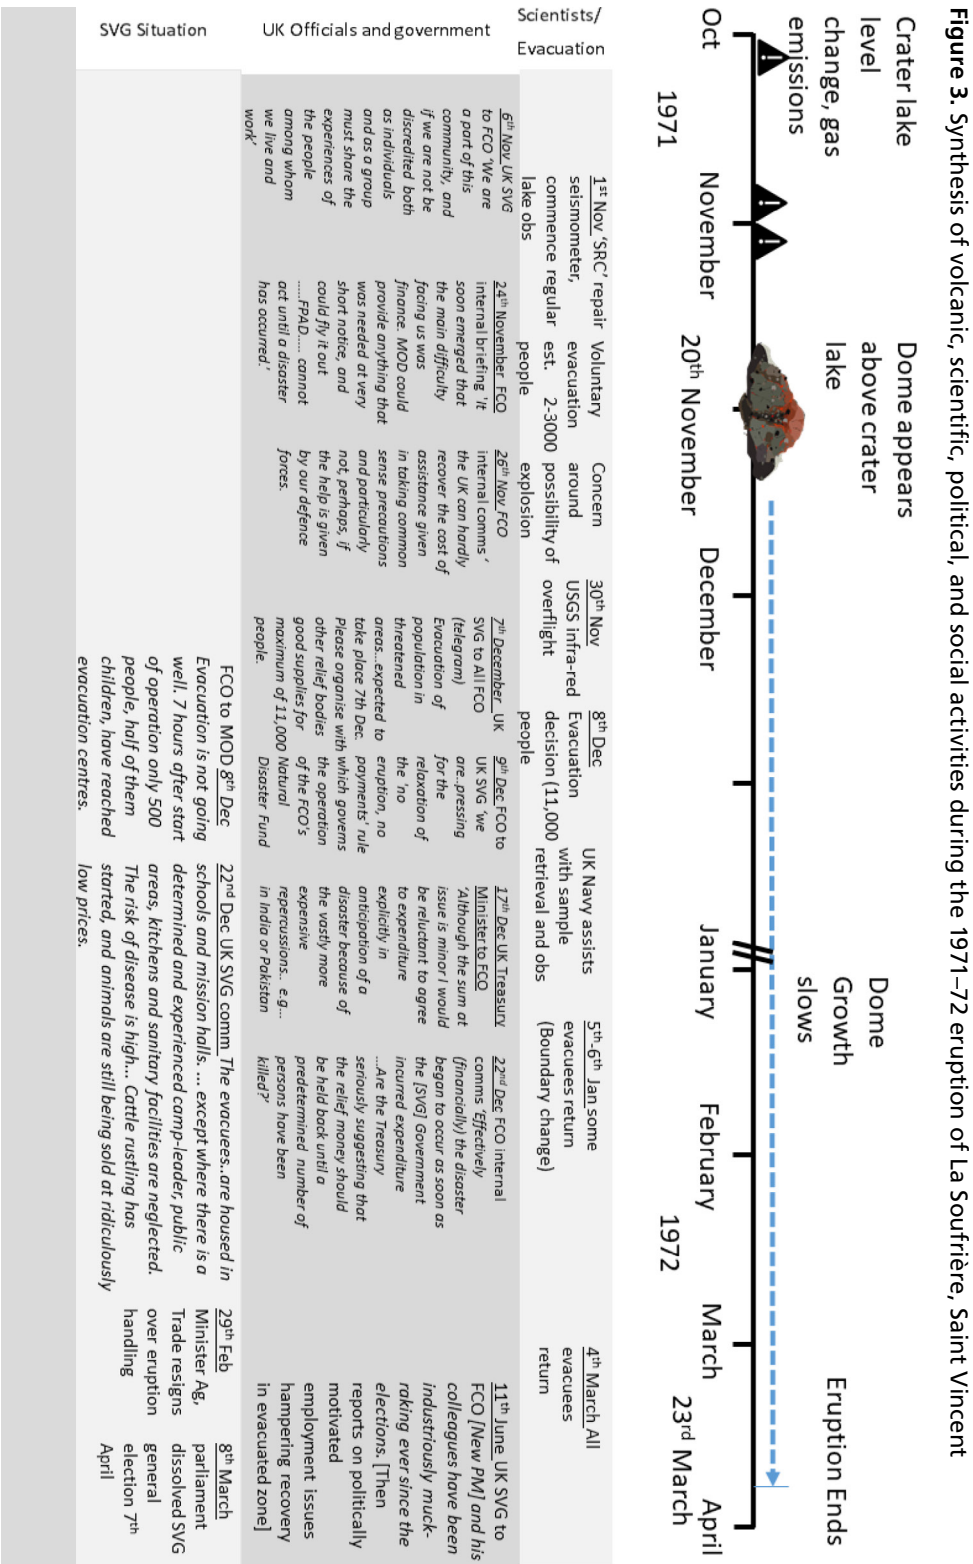 Figure 3. Synthesis of volcanic, scientific, political, and social activities during the 1971–72 eruption of La Soufrière, Saint Vincent
Crater lake
level
change, gas
emissions
Dome appears
above crater
lake
Dome
Growth
slows
Eruption Ends
Oct
November
20th November
December
January
February
March
23rd March
April
1971
1972
Scientists/
Evacuation
1st Nov 'SRC' repair
seismometer,
commence regular
lake obs
Voluntary
evacuation
est. 2-3000
people
Concern
around
possibility of
explosion
30th Nov
USGS infra-red
overflight
8th Dec
Evacuation
decision (11,000
people
UK Navy assists
with sample
retrieval and obs
5th-6th Jan some
evacuees return
(Boundary change)
4th March All
evacuees
return
UK Officials and government
6th Nov UK SVG
to FCO 'We are
a part of this
community, and
if we are not be
discredited both
as individuals
and as a group
must share the
experiences of
the people
among whom
we live and
work'
24th November FCO
internal briefing 'It
soon emerged that
the main difficulty
facing us was
finance. MOD could
provide anything that
was needed at very
short notice, and
could fly it out
.....FPAD.... cannot
act until a disaster
has occurred.'
26th Nov FCO
internal comms '
the UK can hardly
recover the cost of
assistance given
in taking common
sense precautions
and particularly
not, perhaps, if
the help is given
by our defence
forces.
7th December UK
SVG to All FCO
(telegram)
Evacuation of
population in
threatened
areas...expected to
take place 7th Dec.
Please organise with
other relief bodies
good supplies for
maximum of 11,000
people.
9th Dec FCO to
UK SVG 'we
are..pressing
for the
relaxation of
the 'no
eruption, no
payments' rule
which governs
the operation
of the FCO's
Natural
Disaster Fund
17th Dec UK Treasury
Minister to FCO
'Although the sum at
issue is minor I would
be reluctant to agree
to expenditure
explicitly in
anticipation of a
disaster because of
the vastly more
expensive
repercussions.. e.g...
in India or Pakistan
22nd Dec FCO internal
comms 'Effectively
(financially) the disaster
began to occur as soon as
the [SVG] Government
incurred expenditure
...Are the Treasury
seriously suggesting that
the relief money should
be held back until a
predetermined number of
persons have been
killed?'
11th June UK SVG to
FCO [New PM] and his
colleagues have been
industriously muck-
raking ever since the
elections. [Then
reports on politically
motivated
employment issues
hampering recovery
in evacuated zone]
SVG Situation
FCO to MOD 8th Dec
Evacuation is not going
well. 7 hours after start
of operation only 500
people, half of them
children, have reached
evacuation centres.
22nd Dec UK SVG comm The evacuees..are housed in
schools and mission halls. ... except where there is a
determined and experienced camp-leader, public
areas, kitchens and sanitary facilities are neglected.
The risk of disease is high... Cattle rustling has
started, and animals are still being sold at ridiculously
low prices.
29th Feb
Minister Ag,
Trade resigns
over eruption
handling
8th March
parliament
dissolved SVG
general
election 7th
April